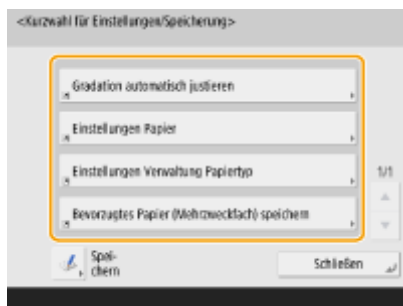 <Kurzwahl für Einstellungen/Speicherung>
Gradation automatisch justieren
Einstellungen Papier
Einstellungen Verwaltung Papiertyp
1/1
Bevorzugtes Papier (Mehrzweckfach) speichern
Spei-
chern
Schließen